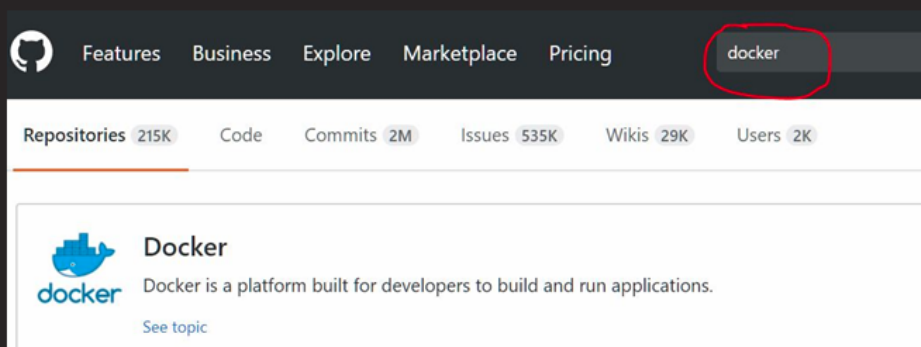 Features Business Explore Marketplace Pricing docker
Repositories 215K Code Commits 2M Issues 535K Wikis 29K Users 2K
Docker
docker
Docker is a platform built for developers to build and run applications.
See topic